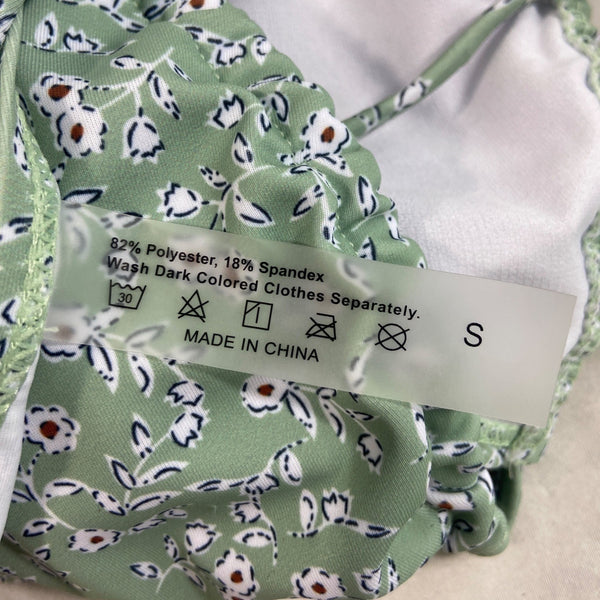 82% Polyester, 18% Spandex
Wash Dark Colored Clothes Separately.
30
MADE IN CHINA
S